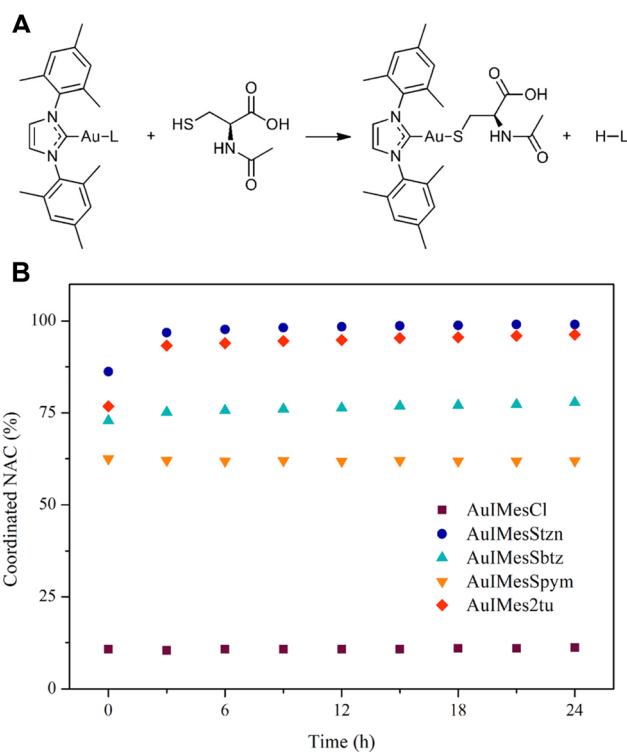 A
N
Au–L
N
+
HS
O
OH
HN
O
N
Au–S
N
O
OH
HN
O
+
H–L
B
100
75
50
25
0
Coordinated NAC (%)
AuIMesCl
AuIMesStzn
AuIMesSbtz
AuIMesSpym
AuIMes2tu
0 6 12 18 24
Time (h)